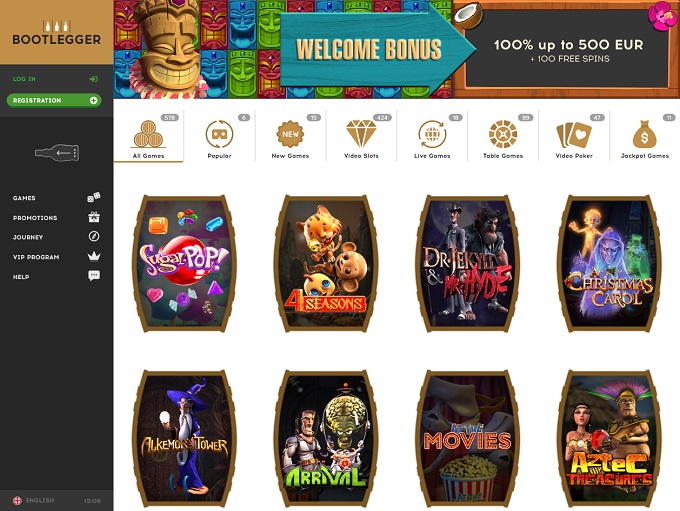 BOOTLEGGER
LOG IN
REGISTRATION
GAMES
PROMOTIONS
JOURNEY
VIP PROGRAM
HELP
ENGLISH 15:06
WELCOME BONUS
100% up to 500 EUR
+ 100 FREE SPINS
578
All Games
6
Popular
15
NEW
New Games
424
Video Slots
18
Live Games
89
Table Games
47
Video Poker
11
$
Jackpot Games
Sugar POP!
4 SEASONS
DR. JEKYLL
& MR. HYDE
A
CHRISTMAS
CAROL
ALKEMOR'S TOWER
ARRIVAL
AT THE
MOVIES
AZTEC
TREASURES